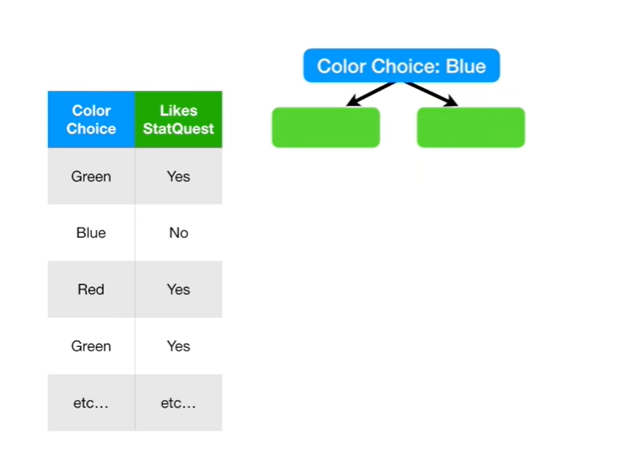 Color Choice: Blue
Color Choice Likes StatQuest
Green Yes
Blue No
Red Yes
Green Yes
etc… etc…